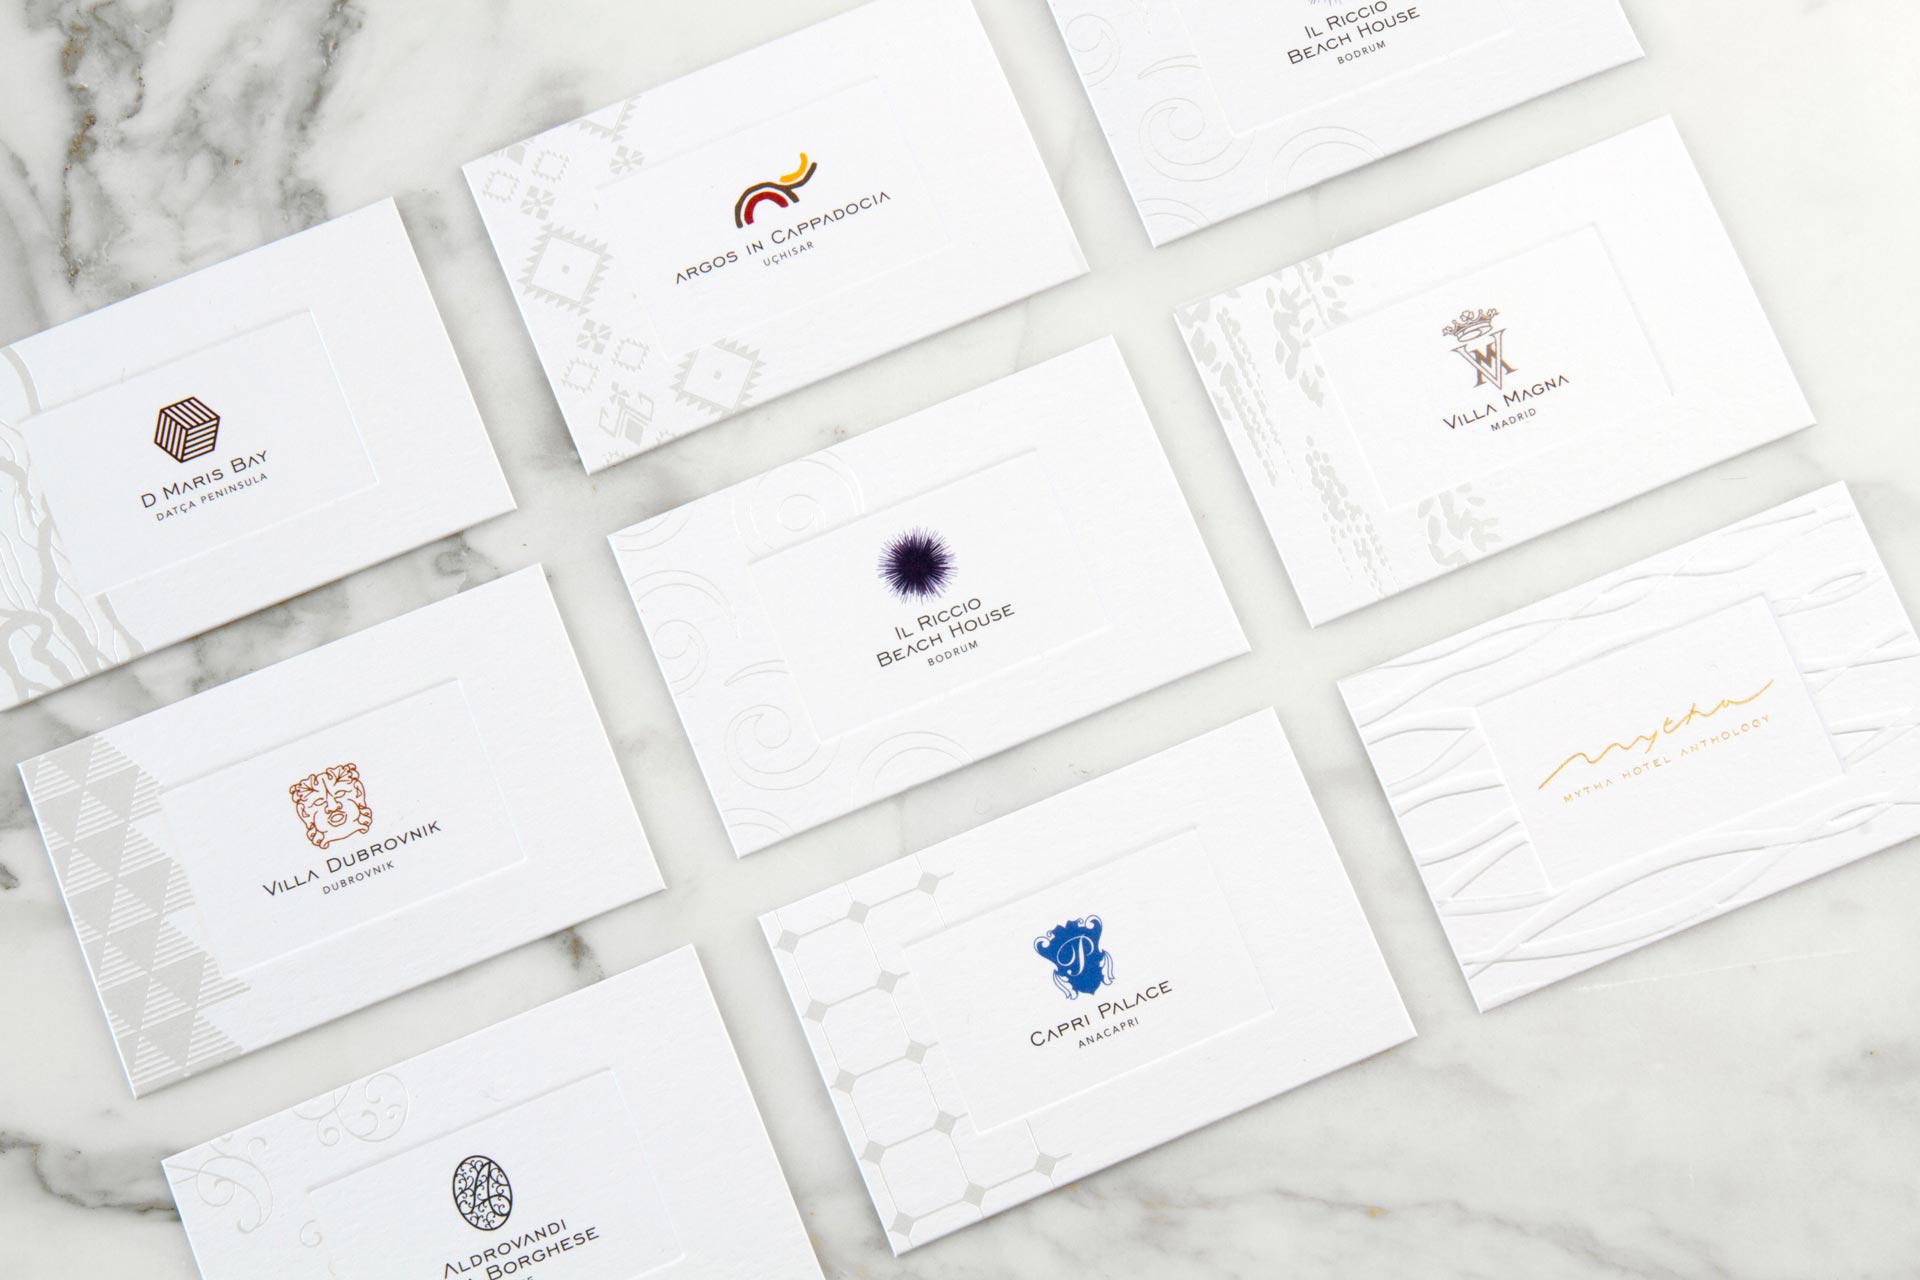 IL RICCIO
BEACH HOUSE
BODRUM
ARGOS IN CAPPADOCIA
UÇHISAR
VM
VILLA MAGNA
MADRID
D MARIS BAY
DATÇA PENINSULA
IL RICCIO
BEACH HOUSE
BODRUM
mytha
MYTHA HOTEL ANTHOLOGY
VILLA DUBROVNIK
DUBROVNIK
P
CAPRI PALACE
ANACAPRI
A
ALDROVANDI
BORGHESE